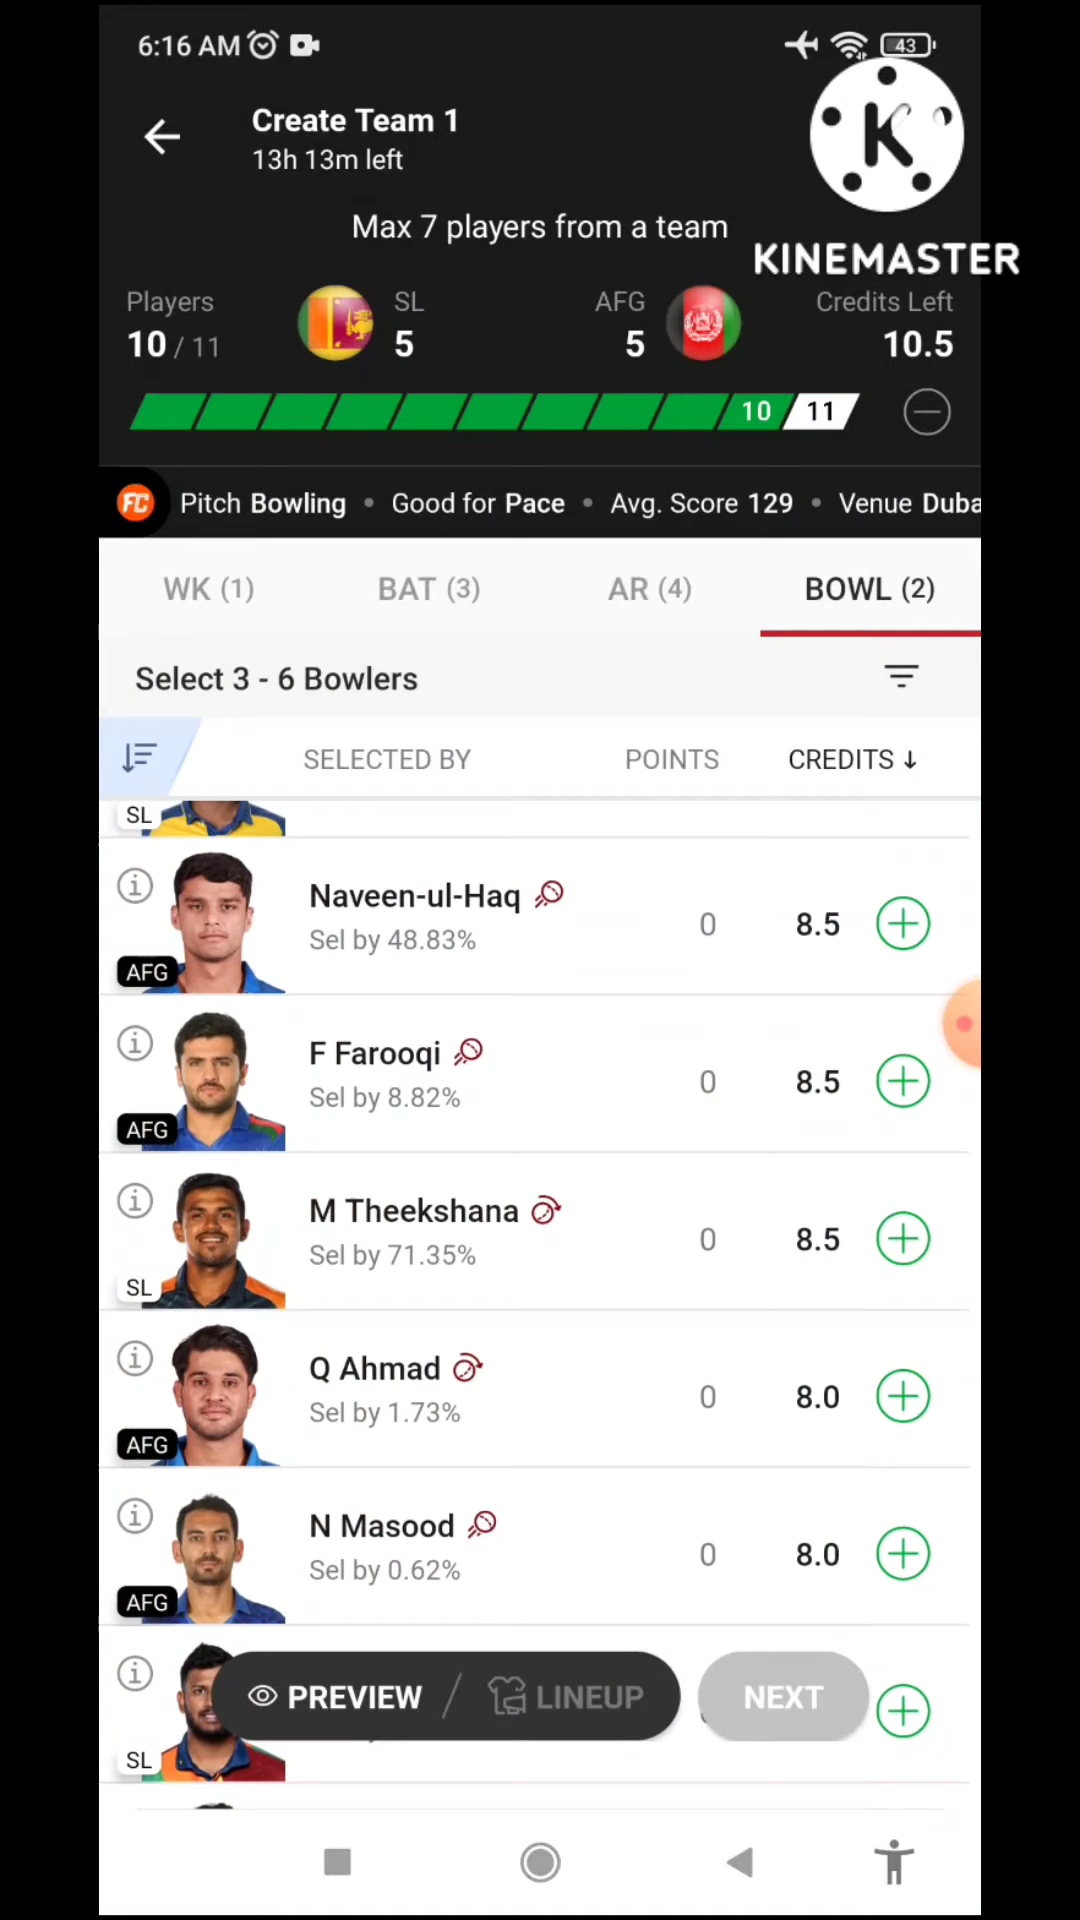 6:16 AM
43
Create Team 1
13h 13m left
K
KINEMASTER
Max 7 players from a team
Players
10 / 11
SL
5
AFG
5
Credits Left
10.5
10
11
FC Pitch Bowling • Good for Pace • Avg. Score 129 • Venue Duba
WK (1)
BAT (3)
AR (4)
BOWL (2)
Select 3 - 6 Bowlers
SELECTED BY
POINTS
CREDITS ↓
SL
Naveen-ul-Haq
Sel by 48.83%
0
8.5
AFG
F Farooqi
Sel by 8.82%
0
8.5
AFG
M Theekshana
Sel by 71.35%
0
8.5
SL
Q Ahmad
Sel by 1.73%
0
8.0
AFG
N Masood
Sel by 0.62%
0
8.0
AFG
PREVIEW / LINEUP
NEXT
SL